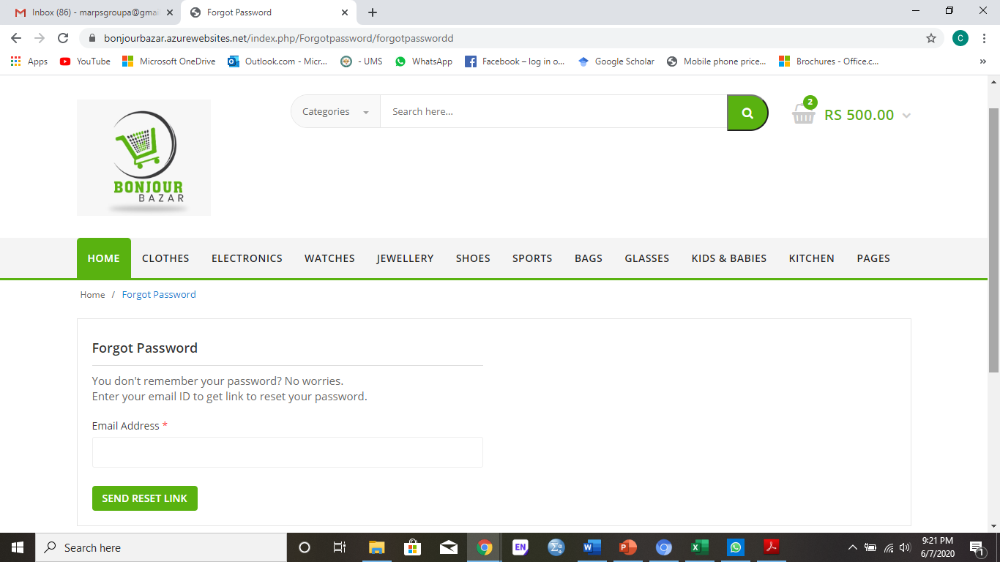 Inbox (86) - marpsgroupa@gmai
Forgot Password
bonjourbazar.azurewebsites.net/index.php/Forgotpassword/forgotpasswordd
C
Apps
YouTube
Microsoft OneDrive
Outlook.com - Micr...
- UMS
WhatsApp
Facebook – log in o...
Google Scholar
Mobile phone price...
Brochures - Office.c...
»
BONJOUR
BAZAR
Categories
Search here...
2
RS 500.00
HOME
CLOTHES
ELECTRONICS
WATCHES
JEWELLERY
SHOES
SPORTS
BAGS
GLASSES
KIDS & BABIES
KITCHEN
PAGES
Home / Forgot Password
Forgot Password
You don't remember your password? No worries.
Enter your email ID to get link to reset your password.
Email Address *
SEND RESET LINK
Search here
EN
9:21 PM
6/7/2020
1